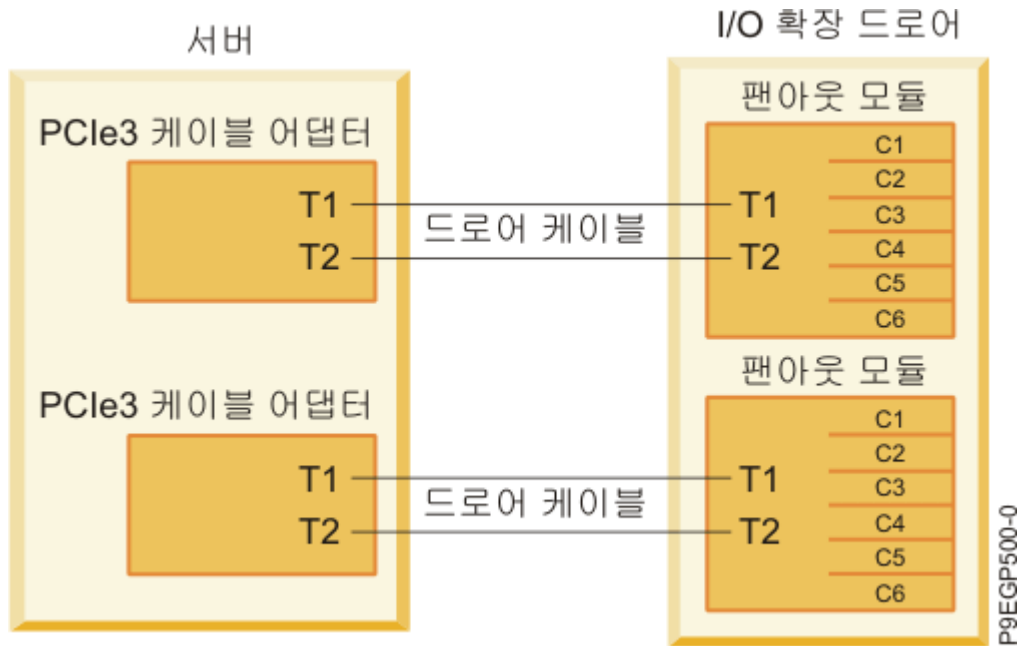 서버
PCIe3 케이블 어댑터
T1
T2
드로어 케이블
PCIe3 케이블 어댑터
T1
T2
드로어 케이블
I/O 확장 드로어
팬아웃 모듈
T1
T2
C1
C2
C3
C4
C5
C6
팬아웃 모듈
T1
T2
C1
C2
C3
C4
C5
C6
P9EGP500-0